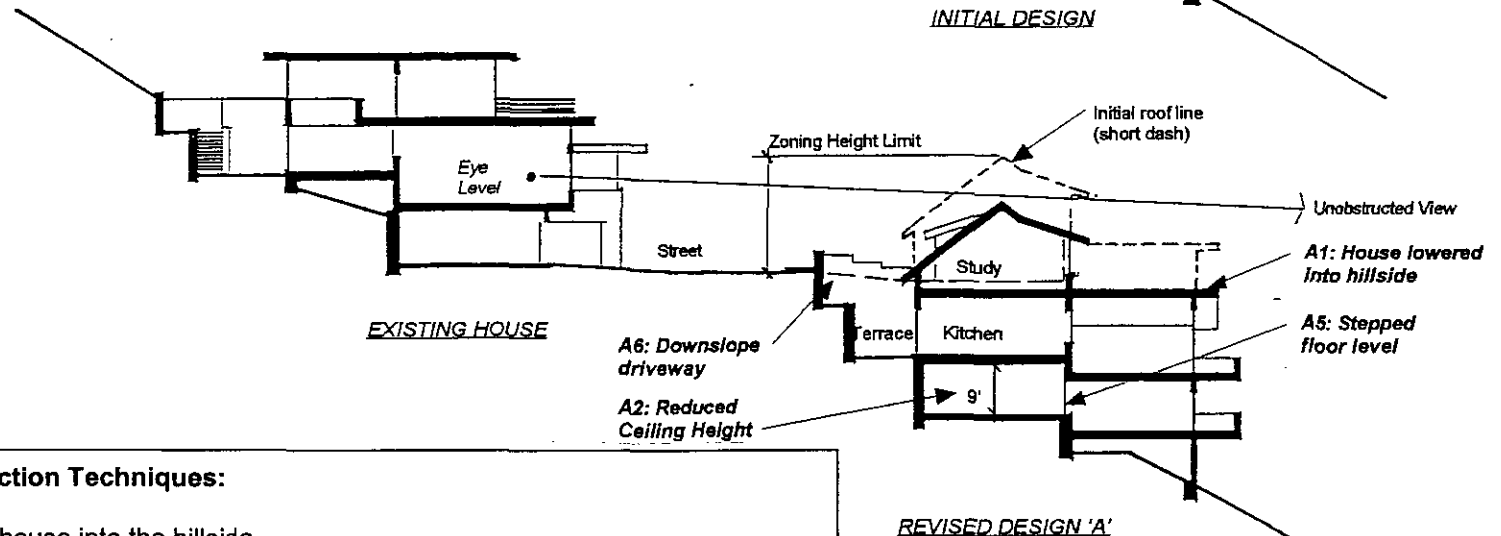 INITIAL DESIGN
Initial roof line
(short dash)
Zoning Height Limit
Eye
Level
Unobstructed View
Street
Study
A1: House lowered
into hillside
EXISTING HOUSE
Terrace
Kitchen
A5: Stepped
floor level
A6: Downslope
driveway
9'
A2: Reduced
Ceiling Height
ction Techniques:
house into the hillside
REVISED DESIGN 'A'